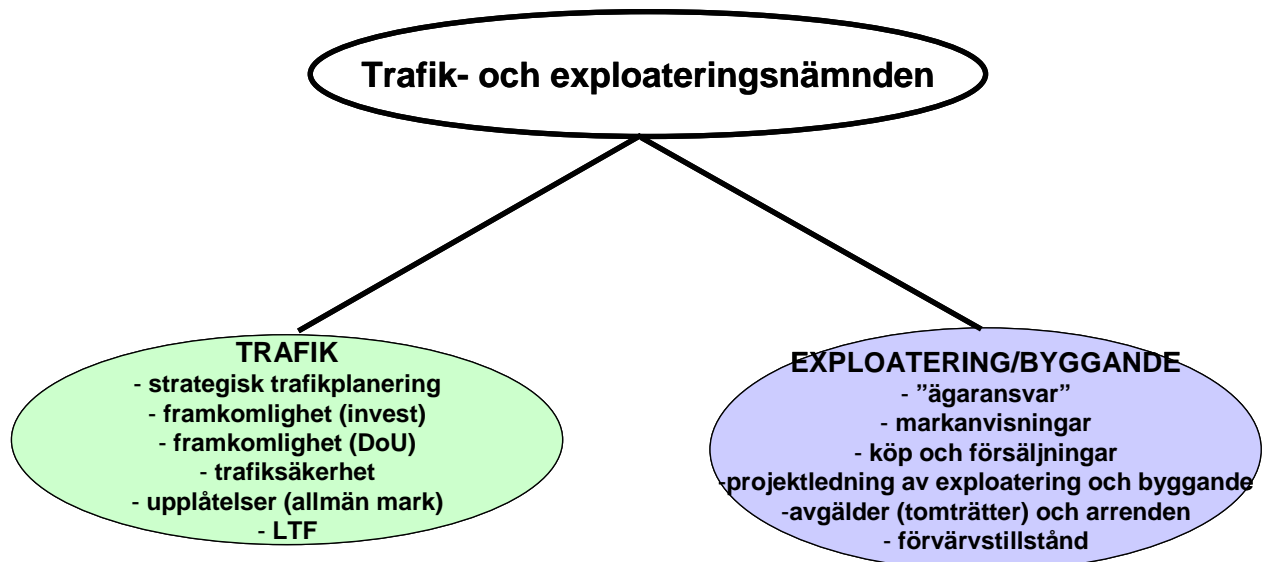 Trafik- och exploateringsnämnden
TRAFIK
- strategisk trafikplanering
- framkomlighet (invest)
- framkomlighet (DoU)
- trafiksäkerhet
- upplåtelser (allmän mark)
- LTF
EXPLOATERING/BYGGANDE
- ”ägaransvar”
- markanvisningar
- köp och försäljningar
-projektledning av exploatering och byggande
-avgälder (tomträtter) och arrenden
- förvärvstillstånd